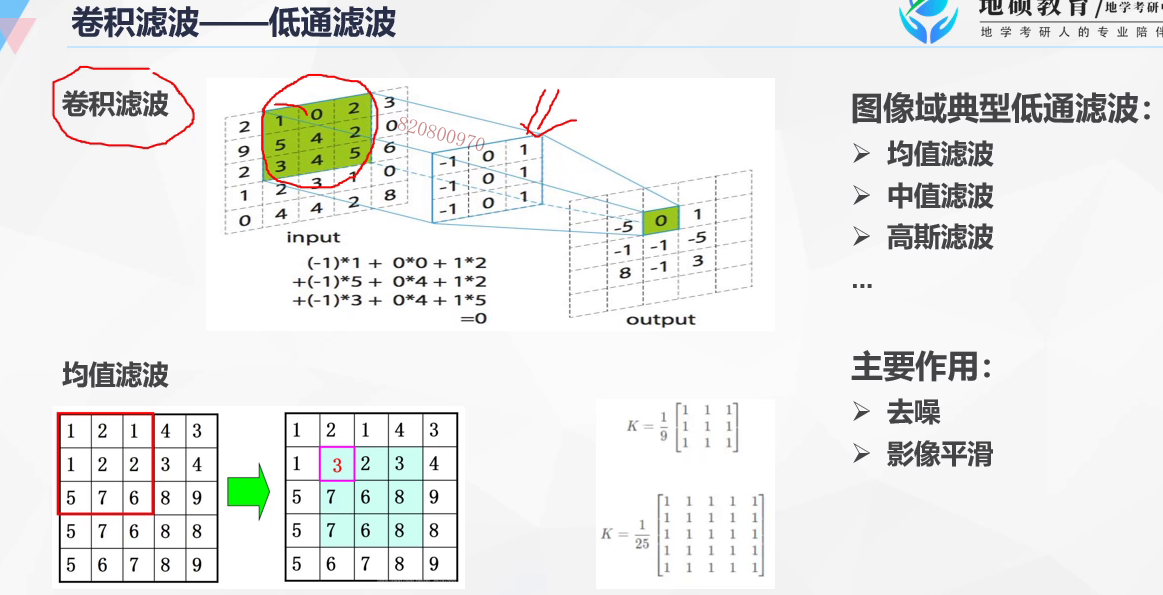 卷积滤波——低通滤波
地硕教育/地学考研
地学考研人的专业陪伴
卷积滤波
2 1 0 2 3
9 5 4 2 0
2 3 4 5 6
1 2 3 1 0
0 4 4 2 8
input
820800970
-1 0 1
-1 0 1
-1 0 1
-5 0 1
-1 -1 -5
8 -1 3
output
(-1)*1 + 0*0 + 1*2
+(-1)*5 + 0*4 + 1*2
+(-1)*3 + 0*4 + 1*5
=0
图像域典型低通滤波：
➢ 均值滤波
➢ 中值滤波
➢ 高斯滤波
...
主要作用：
➢ 去噪
➢ 影像平滑
均值滤波
1 2 1 4 3
1 2 2 3 4
5 7 6 8 9
5 7 6 8 8
5 6 7 8 9
1 2 1 4 3
1 3 2 3 4
5 7 6 8 9
5 7 6 8 8
5 6 7 8 9
K = 1/9
1 1 1
1 1 1
1 1 1
K = 1/25
1 1 1 1 1
1 1 1 1 1
1 1 1 1 1
1 1 1 1 1
1 1 1 1 1